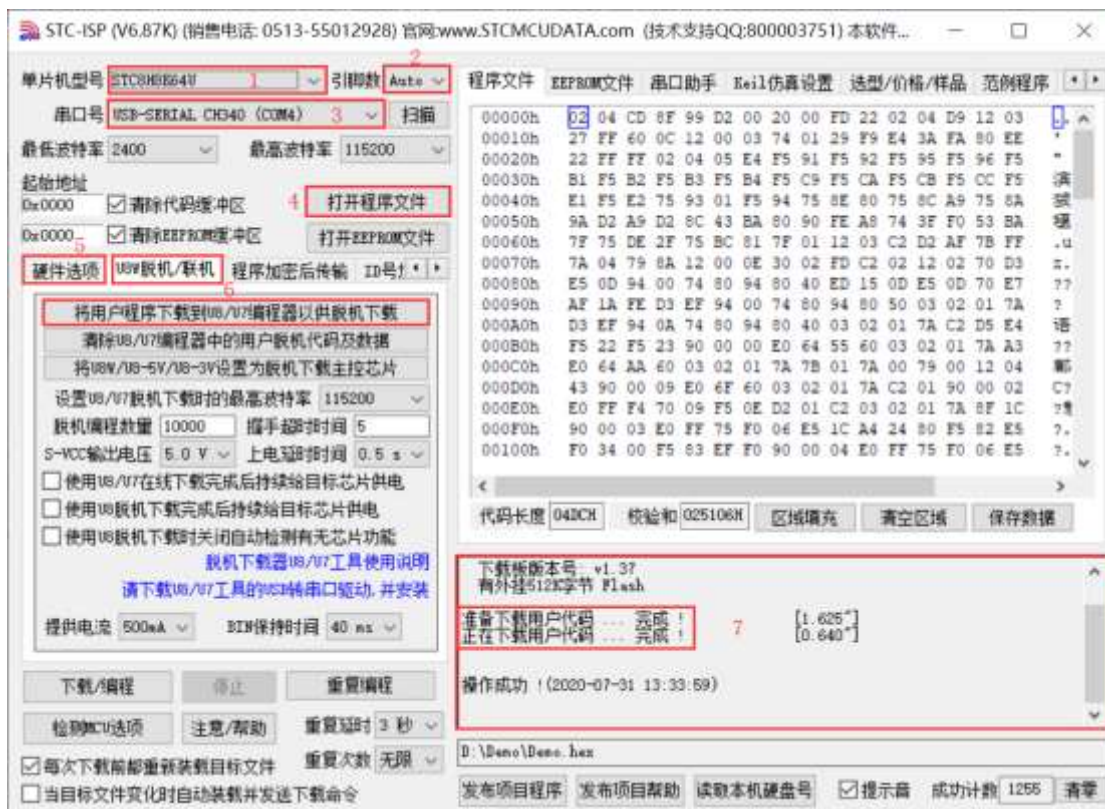 STC-ISP (V6.87K) (销售电话: 0513-55012928) 官网:www.STCMCUDATA.com (技术支持QQ:800003751) 本软件...
单片机型号 STC8H8K64U 1 引脚数 Auto 2
串口号 USB-SERIAL CH340 (COM4) 3 扫描
最低波特率 2400 最高波特率 115200
起始地址
0x0000 清除代码缓冲区 4 打开程序文件
0x0000 清除EEPROM缓冲区 打开EEPROM文件
5
硬件选项 U8W脱机/联机 程序加密后传输
6
将用户程序下载到U8/U7编程器以供脱机下载
清除U8/U7编程器中的用户脱机代码及数据
将U8W/U8-5V/U8-3V设置为脱机下载主控芯片
设置U8/U7脱机下载时的最高波特率 115200
脱机编程数量 10000 握手超时时间 5
S-VCC输出电压 5.0 V 上电延时时间 0.5 s
使用U8/U7在线下载完成后持续给目标芯片供电
使用U8脱机下载完成后持续给目标芯片供电
使用U8脱机下载时关闭自动检测有无芯片功能
脱机下载器U8/U7工具使用说明
请下载U8/U7工具的USB转串口驱动,并安装
提供电流 500mA BIN保持时间 40 ms
下载/编程 停止 重复编程
检测MCU选项 注意/帮助 重复延时 3 秒
每次下载前都重新装载目标文件 重复次数 无限
当目标文件变化时自动装载并发送下载命令
程序文件 EEPROM文件 串口助手 Keil仿真设置 选型/价格/样品 范例程序
00000h 02 04 CD 8F 99 D2 00 20 00 FD 22 02 04 D9 12 03
00010h 27 FF 60 0C 12 00 03 74 01 29 F9 E4 3A FA 80 EE
00020h 22 FF FF 02 04 05 E4 F5 91 F5 92 F5 95 F5 96 F5
00030h B1 F5 B2 F5 B3 F5 B4 F5 C9 F5 CA F5 CB F5 CC F5
00040h E1 F5 E2 75 93 01 F5 94 75 8E 80 75 8C A9 75 8A
00050h 9A D2 A9 D2 8C 43 BA 80 90 FE A8 74 3F F0 53 BA
00060h 7F 75 DE 2F 75 BC 81 7F 01 12 03 C2 D2 AF 7B FF
00070h 7A 04 79 8A 12 00 0E 30 02 FD C2 02 12 02 70 D3
00080h E5 0D 94 00 74 80 94 80 40 ED 15 0D E5 0D 70 E7
00090h AF 1A FE D3 EF 94 00 74 80 94 80 50 03 02 01 7A
000A0h D3 EF 94 0A 74 80 94 80 40 03 02 01 7A C2 D5 E4
000B0h F5 22 F5 23 90 00 00 E0 64 55 60 03 02 01 7A A3
000C0h E0 64 AA 60 03 02 01 7A 7B 01 7A 00 79 00 12 04
000D0h 43 90 00 09 E0 6F 60 03 02 01 7A C2 01 90 00 02
000E0h E0 FF F4 70 09 F5 0E D2 01 C2 03 02 01 7A 8F 1C
000F0h 90 00 03 E0 FF 75 F0 06 E5 1C A4 24 80 F5 82 E5
00100h F0 34 00 F5 83 EF F0 90 00 04 E0 FF 75 F0 06 E5
代码长度 04DCH 校验和 025106H 区域填充 清空区域 保存数据
下载板版本号: v1.37
有外挂512K字节 Flash
准备下载用户代码 ... 完成 ! [1.625"]
正在下载用户代码 ... 完成 ! [0.640"]
7
操作成功 !(2020-07-31 13:33:59)
D:\Demo\Demo.hex
发布项目程序 发布项目帮助 读取本机硬盘号 提示音 成功计数 1255 清零